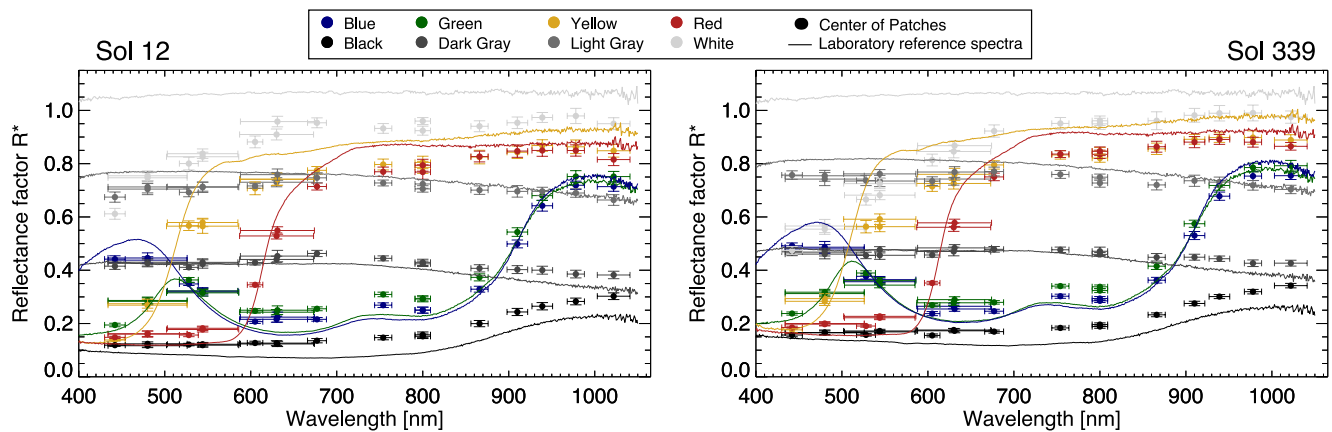 Blue Green Yellow Red Center of Patches
Black Dark Gray Light Gray White Laboratory reference spectra
Sol 12
Sol 339
Reflectance factor R*
1.0
0.8
0.6
0.4
0.2
0.0
400 500 600 700 800 900 1000
Wavelength [nm]
Reflectance factor R*
1.0
0.8
0.6
0.4
0.2
0.0
400 500 600 700 800 900 1000
Wavelength [nm]